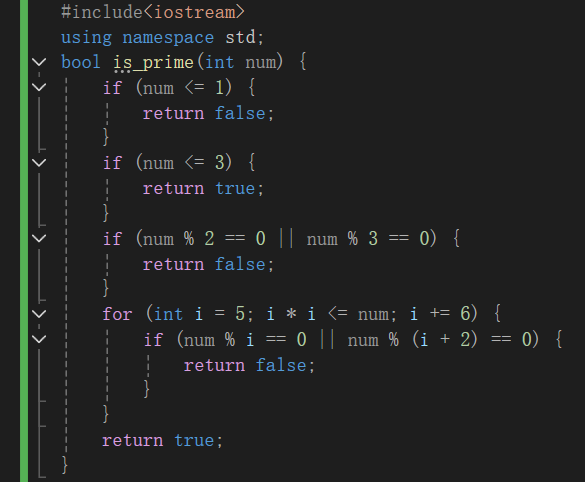 #include<iostream>
using namespace std;
bool is_prime(int num) {
    if (num <= 1) {
        return false;
    }
    if (num <= 3) {
        return true;
    }
    if (num % 2 == 0 || num % 3 == 0) {
        return false;
    }
    for (int i = 5; i * i <= num; i += 6) {
        if (num % i == 0 || num % (i + 2) == 0) {
            return false;
        }
    }
    return true;
}